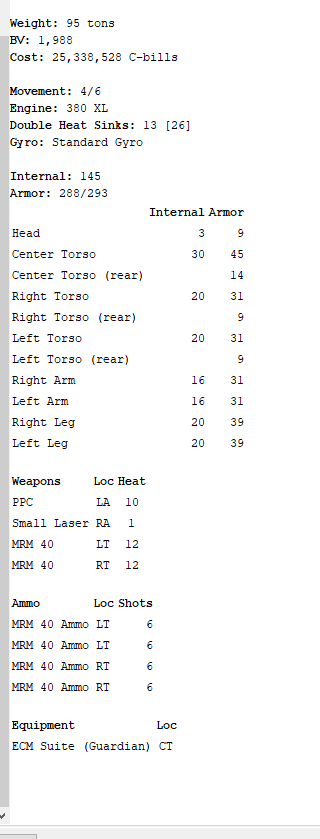 Weight: 95 tons
BV: 1,988
Cost: 25,338,528 C-bills
Movement: 4/6
Engine: 380 XL
Double Heat Sinks: 13 [26]
Gyro: Standard Gyro
Internal: 145
Armor: 288/293
Internal Armor
Head 3 9
Center Torso 30 45
Center Torso (rear) 14
Right Torso 20 31
Right Torso (rear) 9
Left Torso 20 31
Left Torso (rear) 9
Right Arm 16 31
Left Arm 16 31
Right Leg 20 39
Left Leg 20 39
Weapons Loc Heat
PPC LA 10
Small Laser RA 1
MRM 40 LT 12
MRM 40 RT 12
Ammo Loc Shots
MRM 40 Ammo LT 6
MRM 40 Ammo LT 6
MRM 40 Ammo RT 6
MRM 40 Ammo RT 6
Equipment Loc
ECM Suite (Guardian) CT